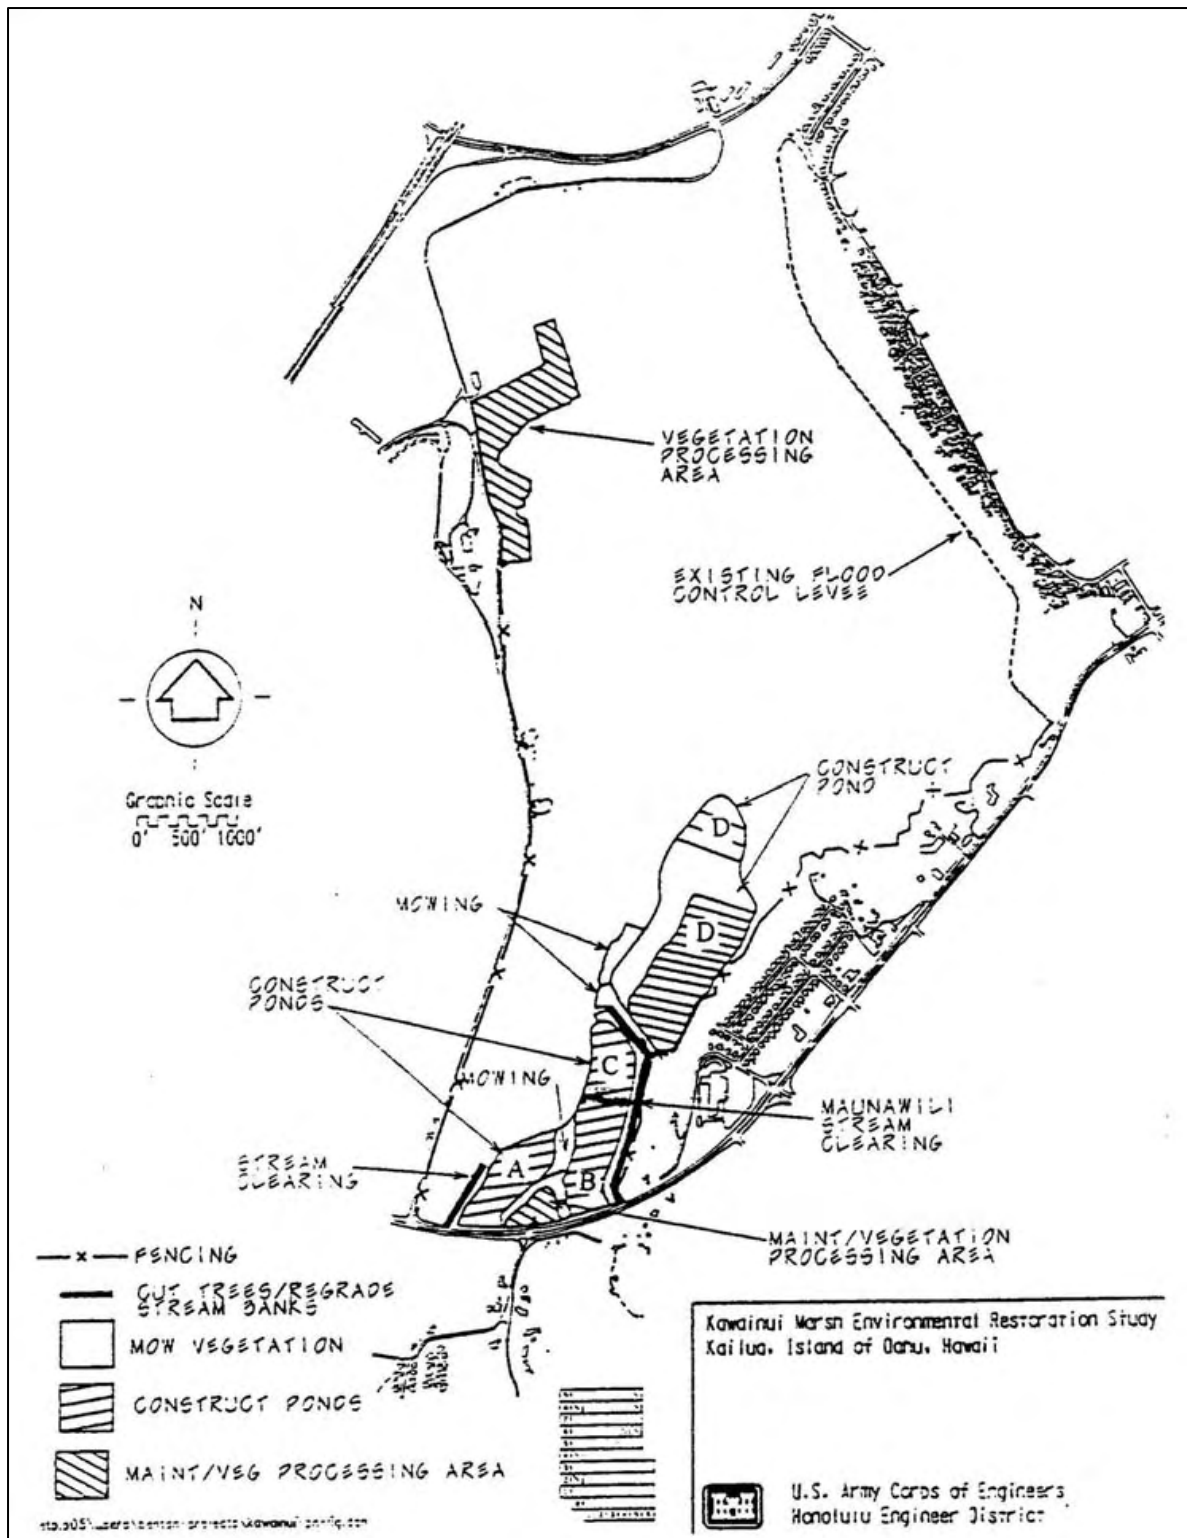 VEGETATION
PROCESSING
AREA
EXISTING FLOOD
CONTROL LEVEE
N
Graphic Scale
0' 500' 1000'
CONSTRUCT
POND
D
MOWING
D
CONSTRUCT
PONDS
C
MOWING
MAUNAWILI
STREAM
CLEARING
STREAM
CLEARING
A
B
MAINT/VEGETATION
PROCESSING AREA
FENCING
CUT TREES/REGRADE
STREAM BANKS
MOW VEGETATION
CONSTRUCT PONDS
MAINT/VEG PROCESSING AREA
Kawainui Marsh Environmental Restoration Study
Kailua, Island of Oahu, Hawaii
U.S. Army Corps of Engineers
Honolulu Engineer District